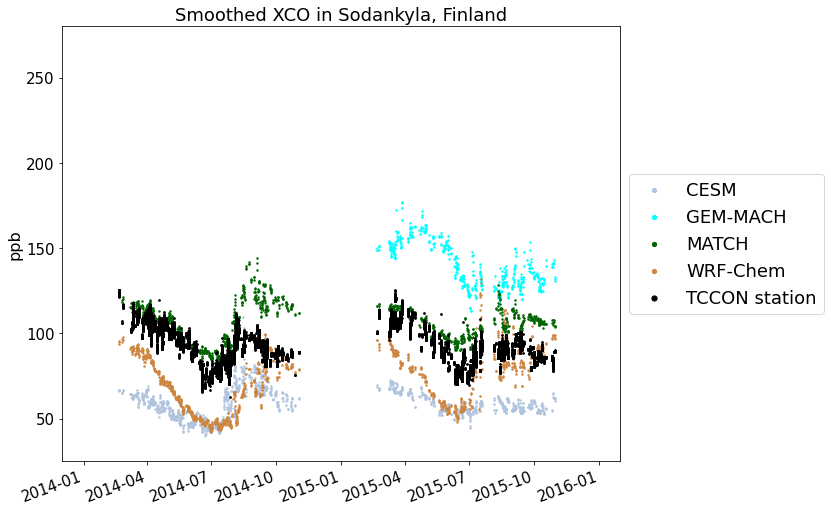 Smoothed XCO in Sodankyla, Finland
ppb
250
200
150
100
50
2014-01
2014-04
2014-07
2014-10
2015-01
2015-04
2015-07
2015-10
2016-01
CESM
GEM-MACH
MATCH
WRF-Chem
TCCON station